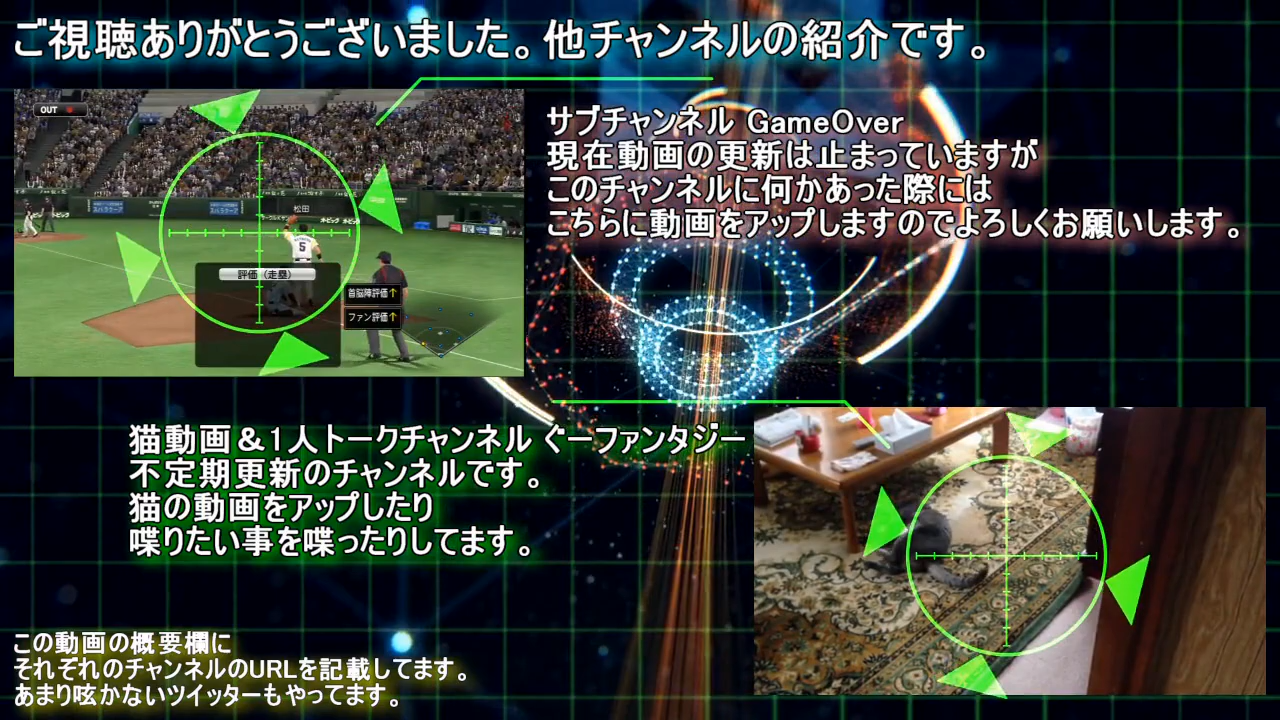 ご視聴ありがとうございました。他チャンネルの紹介です。
OUT
松田
5
評価（走塁）
首脳陣評価↑
ファン評価↑
サブチャンネル GameOver
現在動画の更新は止まっていますが
このチャンネルに何かあった際には
こちらに動画をアップしますのでよろしくお願いします。
猫動画＆1人トークチャンネル ぐーファンタジー
不定期更新のチャンネルです。
猫の動画をアップしたり
喋りたい事を喋ったりしてます。
この動画の概要欄に
それぞれのチャンネルのURLを記載してます。
あまり呟かないツイッターもやってます。